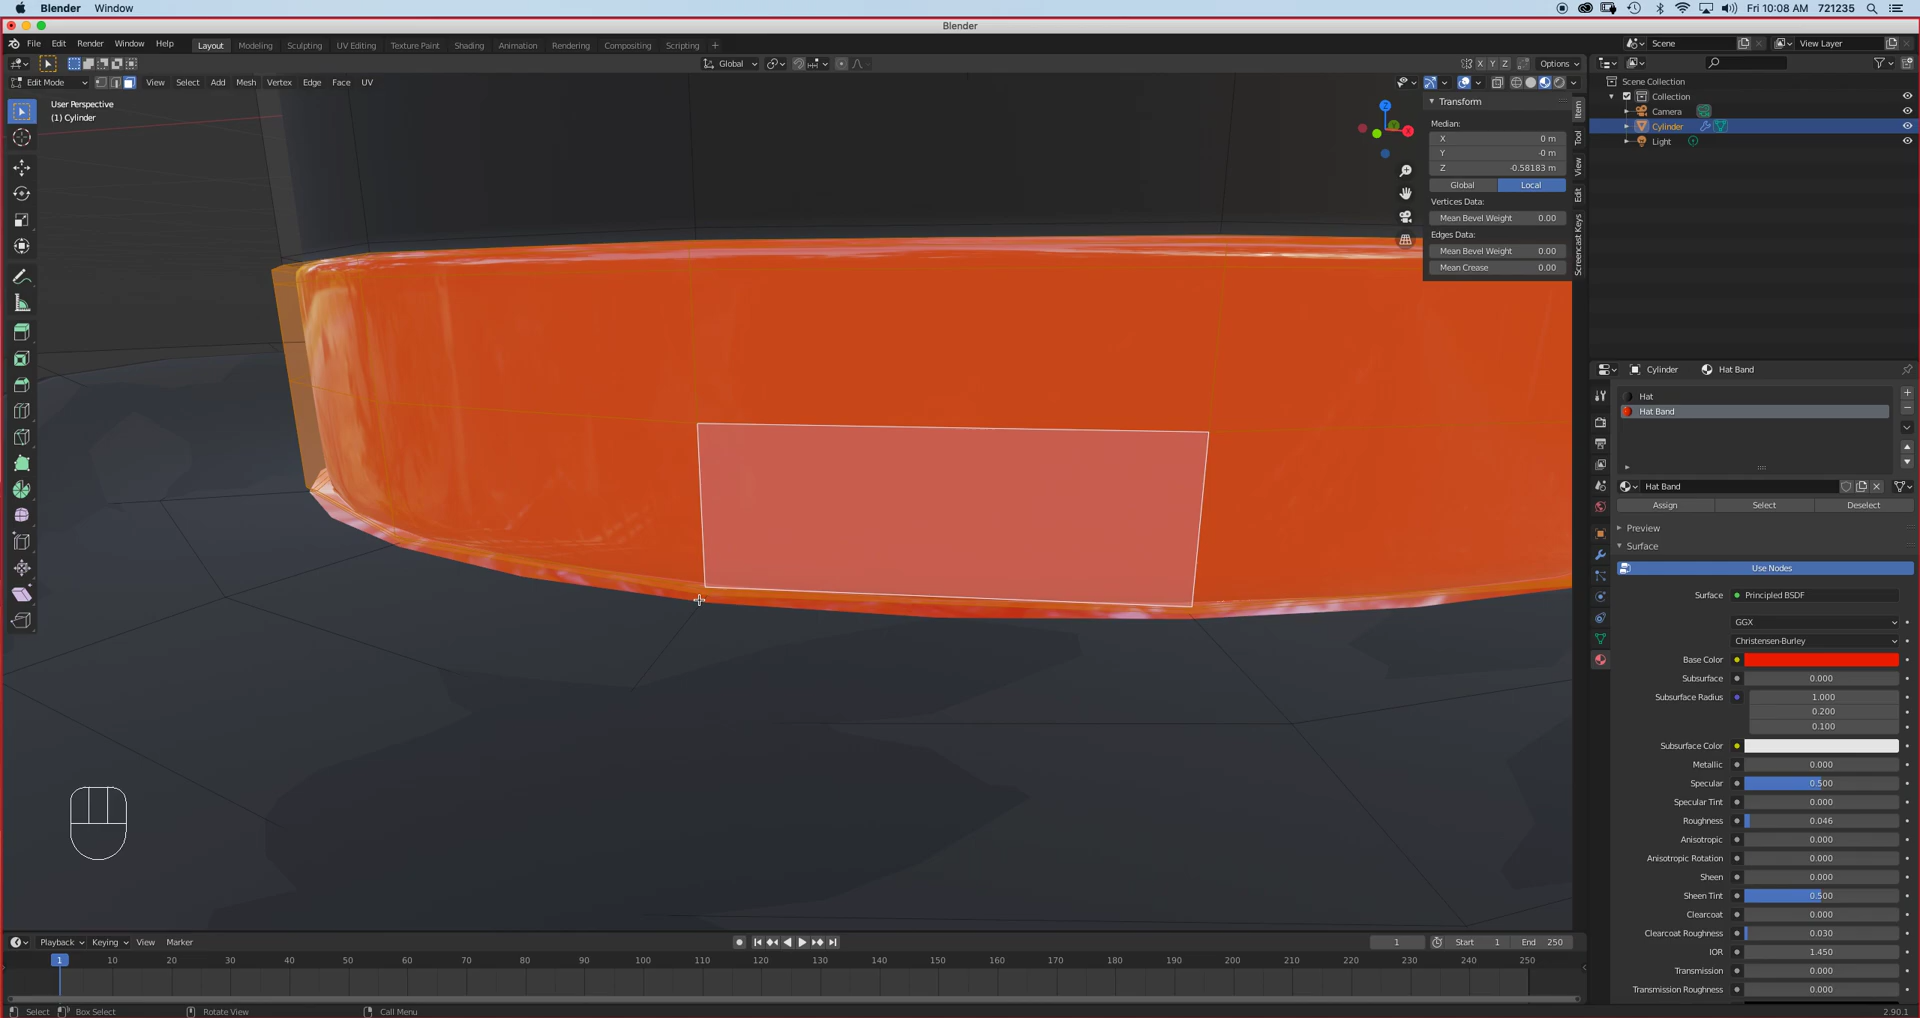 Blender Window Fri 10:08 AM 721235
Blender
File Edit Render Window Help Layout Modeling Sculpting UV Editing Texture Paint Shading Animation Rendering Compositing Scripting + Scene View Layer
Global X Y Z Options
Edit Mode View Select Add Mesh Vertex Edge Face UV
User Perspective
(1) Cylinder
Z
Y
X
Transform
Median:
X 0 m
Y -0 m
Z -0.58183 m
Global Local
Vertices Data:
Mean Bevel Weight 0.00
Edges Data:
Mean Bevel Weight 0.00
Mean Crease 0.00
Item
Tool
View
Edit
Screencast Keys
Scene Collection
Collection
Camera
Cylinder
Light
Cylinder Hat Band
Hat
Hat Band
Hat Band
Assign Select Deselect
Preview
Surface
Use Nodes
Surface Principled BSDF
GGX
Christensen-Burley
Base Color
Subsurface 0.000
Subsurface Radius 1.000
0.200
0.100
Subsurface Color
Metallic 0.000
Specular 0.500
Specular Tint 0.000
Roughness 0.046
Anisotropic 0.000
Anisotropic Rotation 0.000
Sheen 0.000
Sheen Tint 0.500
Clearcoat 0.000
Clearcoat Roughness 0.030
IOR 1.450
Transmission 0.000
Transmission Roughness 0.000
Playback Keying View Marker 1 Start 1 End 250
1 10 20 30 40 50 60 70 80 90 100 110 120 130 140 150 160 170 180 190 200 210 220 230 240 250
Select Box Select Rotate View Call Menu 2.90.1